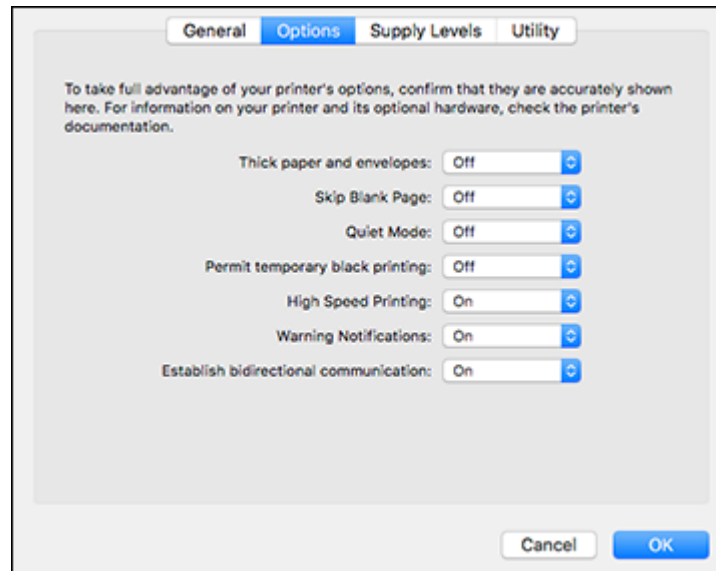 General Options Supply Levels Utility
To take full advantage of your printer's options, confirm that they are accurately shown
here. For information on your printer and its optional hardware, check the printer's
documentation.
Thick paper and envelopes: Off
Skip Blank Page: Off
Quiet Mode: Off
Permit temporary black printing: Off
High Speed Printing: On
Warning Notifications: On
Establish bidirectional communication: On
Cancel OK